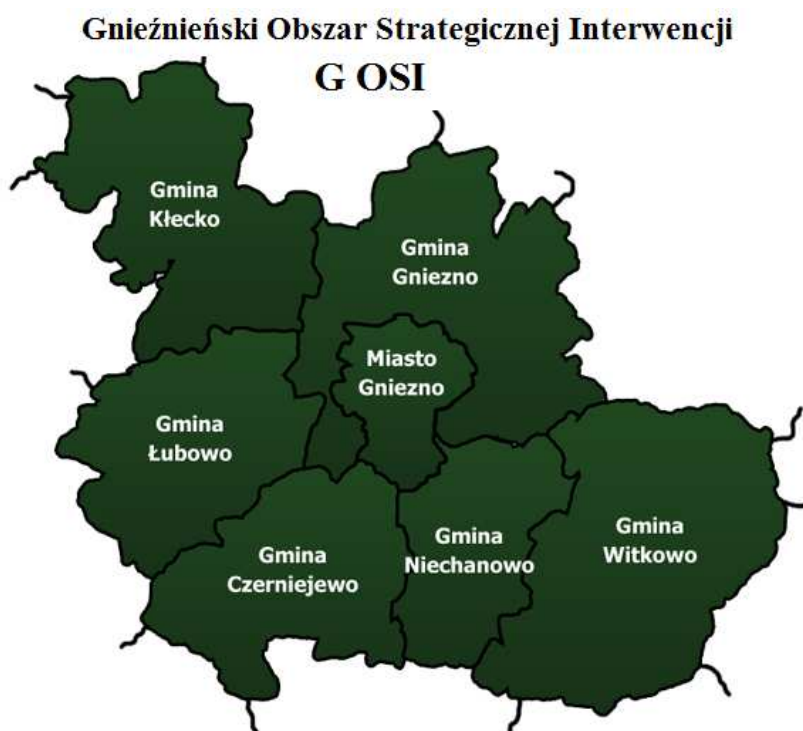 Gnieźnieński Obszar Strategicznej Interwencji
G OSI
Gmina
Kłecko
Gmina
Gniezno
Miasto
Gniezno
Gmina
Łubowo
Gmina
Czerniejewo
Gmina
Niechanowo
Gmina
Witkowo